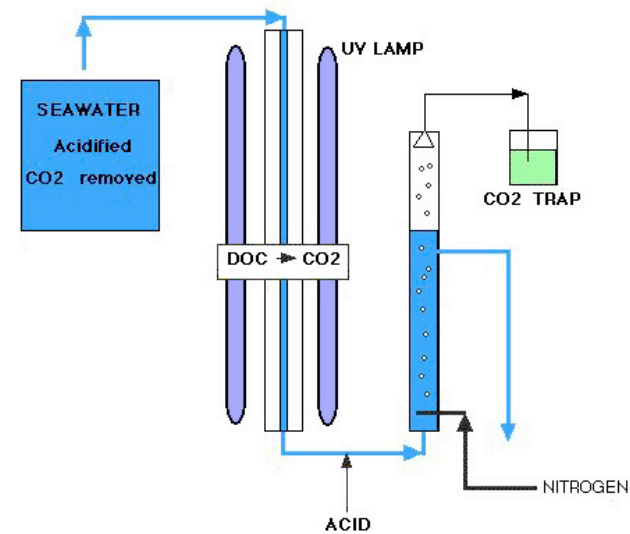 SEAWATER
Acidified
CO2 removed
UV LAMP
DOC → CO2
CO2 TRAP
NITROGEN
ACID